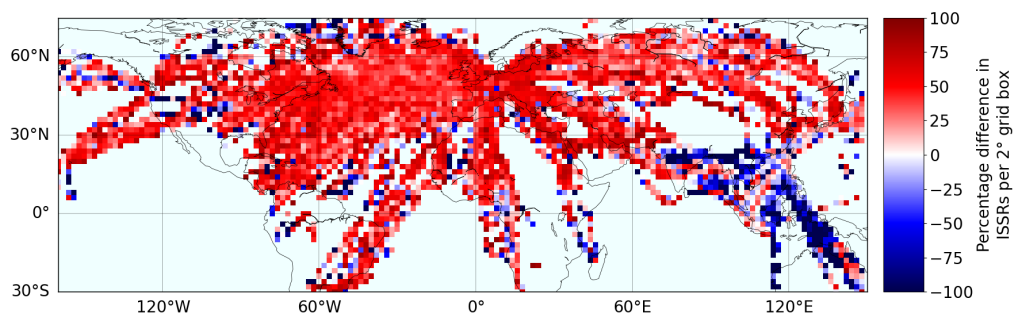 60°N
30°N
0°
30°S
120°W
60°W
0°
60°E
120°E
100
75
50
25
0
−25
−50
−75
−100
Percentage difference in
ISSRs per 2° grid box